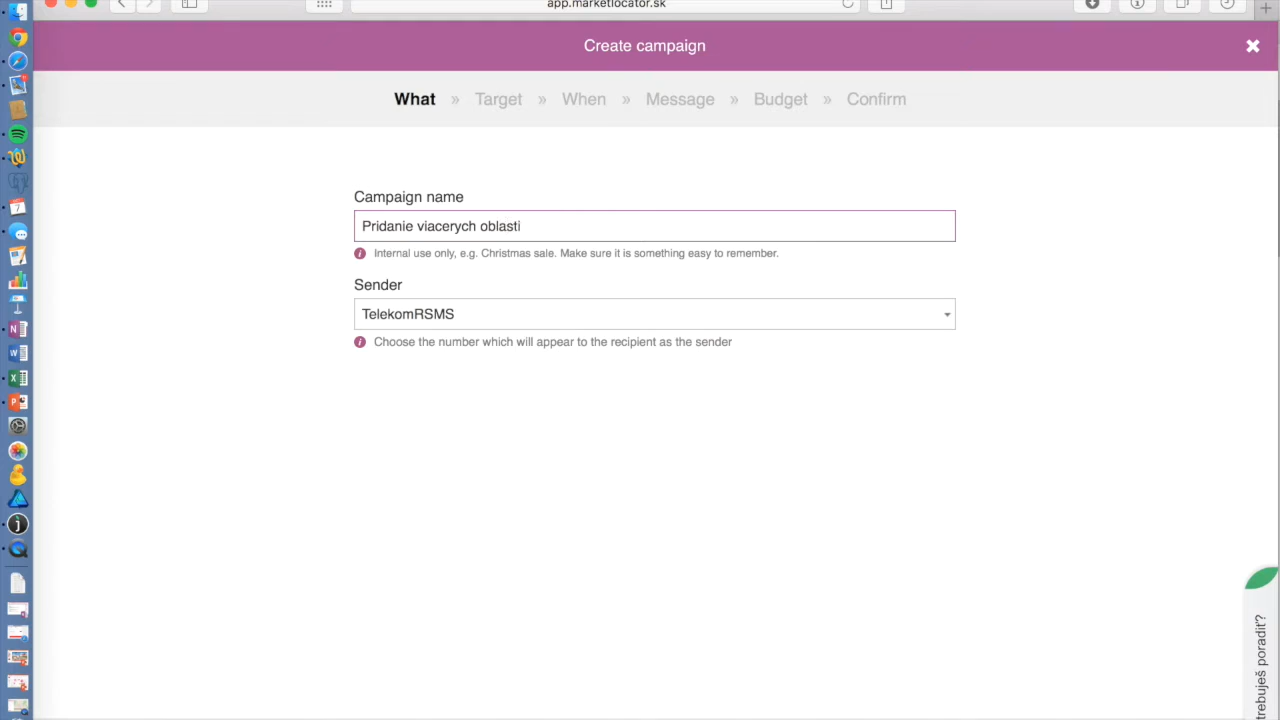 app.marketlocator.sk
Create campaign
What » Target » When » Message » Budget » Confirm
Campaign name
Pridanie viacerych oblasti
Internal use only, e.g. Christmas sale. Make sure it is something easy to remember.
Sender
TelekomRSMS
Choose the number which will appear to the recipient as the sender
trebuješ poradiť?